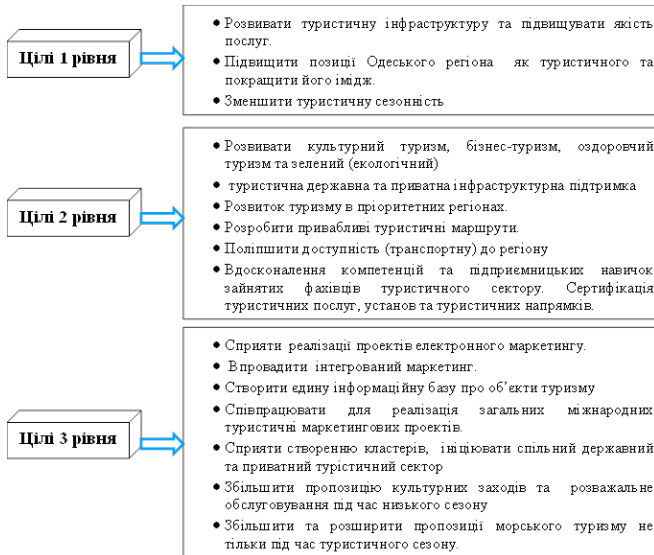 Цілі 1 рівня
● Розвивати туристичну інфраструктуру та підвищувати якість
послуг.
● Підвищити позиції Одеського регіона як туристичного та
покращити його імідж.
● Зменшити туристичну сезонність
Цілі 2 рівня
● Розвивати культурний туризм, бізнес-туризм, оздоровчий
туризм та зелений (екологічний)
● туристична державна та приватна інфраструктурна підтримка
● Розвиток туризму в пріоритетних регіонах.
● Розробити привабливі туристичні маршрути.
● Поліпшити доступність (транспортну) до регіону
● Вдосконалення компетенцій та підприємницьких навичок
зайнятих фахівців туристичного сектору. Сертифікація
туристичних послуг, установ та туристичних напрямків.
Цілі 3 рівня
● Сприяти реалізації проектів електронного маркетингу.
● Впровадити інтегрований маркетинг.
● Створити єдину інформаційну базу про об’єкти туризму
● Співпрацювати для реалізація загальних міжнародних
туристичні маркетингових проектів.
● Сприяти створенню кластерів, ініціювати спільний державний
та приватний турістичний сектор
● Збільшити пропозицію культурних заходів та розважальне
обслуговування під час низького сезону
● Збільшити та розширити пропозиції морського туризму не
тільки під час туристичного сезону.